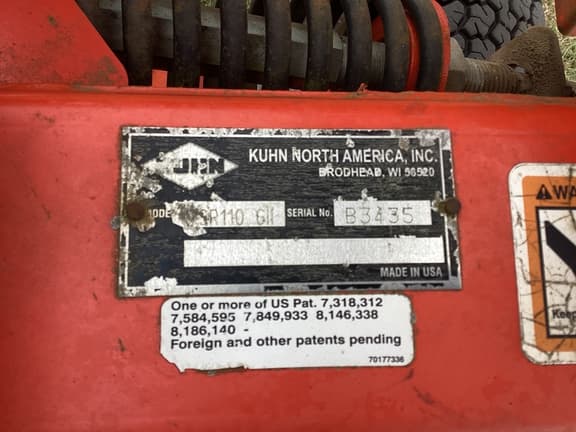 KUHN NORTH AMERICA, INC.
BRODHEAD, WI 53520
SR110 GII
SERIAL No. B3435
MADE IN USA
One or more of US Pat. 7,318,312
7,584,595 7,849,933 8,146,338
8,186,140 -
Foreign and other patents pending
70177336